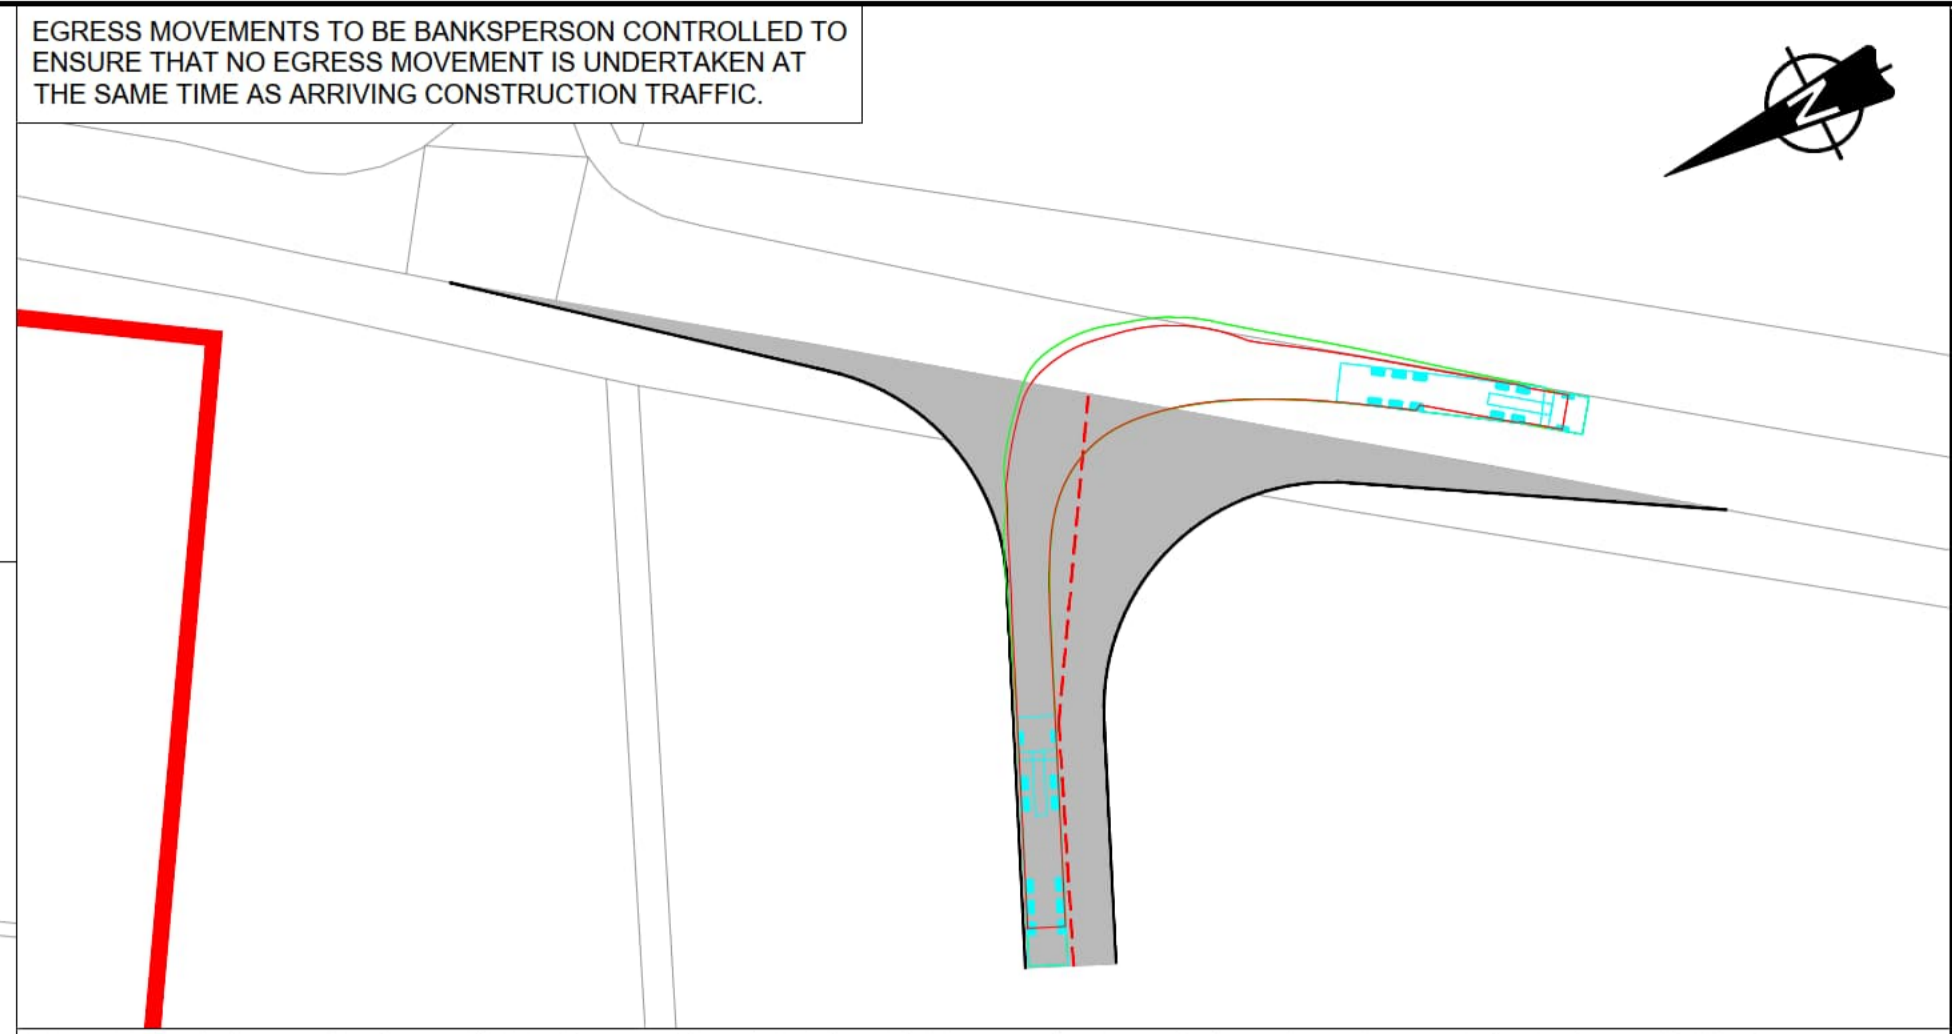 EGRESS MOVEMENTS TO BE BANKSPERSON CONTROLLED TO
ENSURE THAT NO EGRESS MOVEMENT IS UNDERTAKEN AT
THE SAME TIME AS ARRIVING CONSTRUCTION TRAFFIC.
N